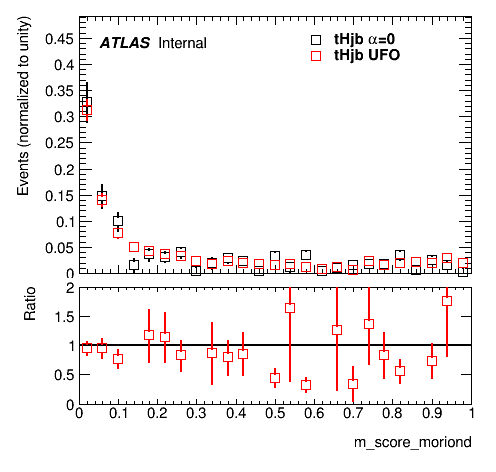 ATLAS Internal
tHjb α=0
tHjb UFO
Events (normalized to unity)
0.45
0.4
0.35
0.3
0.25
0.2
0.15
0.1
0.05
0
Ratio
2
1.5
1
0.5
0
0 0.1 0.2 0.3 0.4 0.5 0.6 0.7 0.8 0.9 1
m_score_moriond